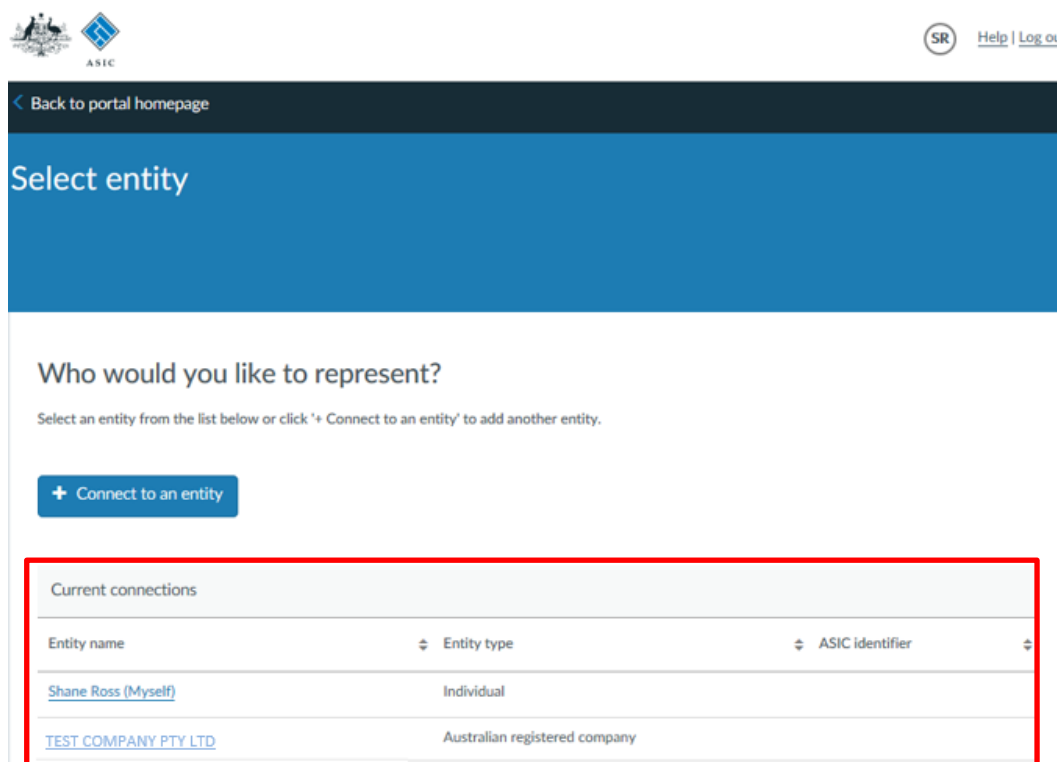 ASIC
SR Help | Log ou
Back to portal homepage
Select entity
Who would you like to represent?
Select an entity from the list below or click '+ Connect to an entity' to add another entity.
+ Connect to an entity
Current connections
Entity name Entity type ASIC identifier
Shane Ross (Myself) Individual
TEST COMPANY PTY LTD Australian registered company